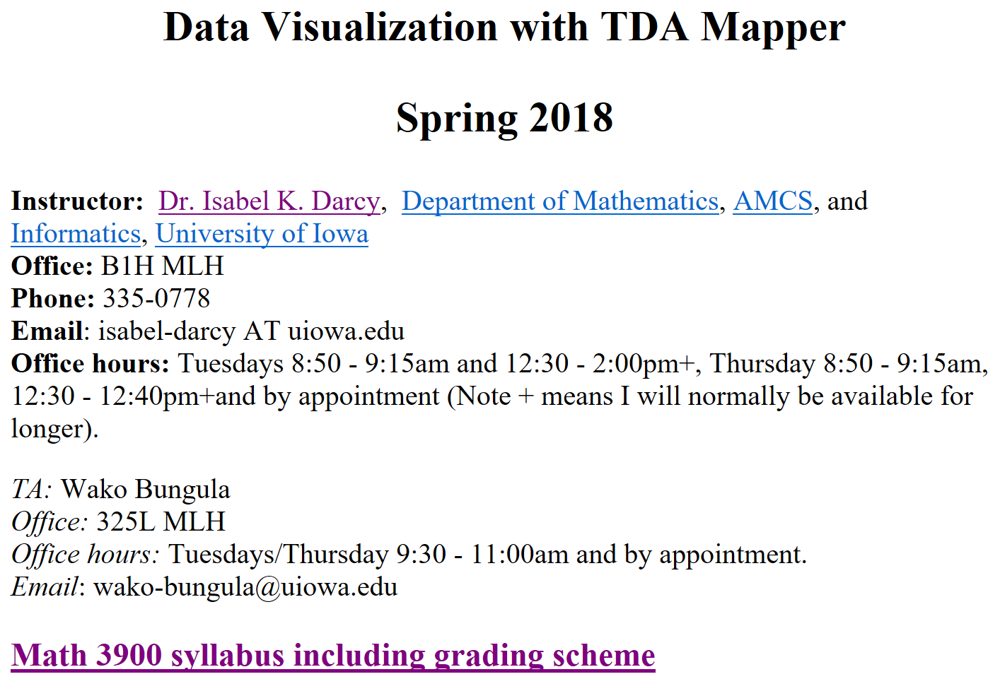 Data Visualization with TDA Mapper
Spring 2018
Instructor:  Dr. Isabel K. Darcy,  Department of Mathematics, AMCS, and
Informatics, University of Iowa
Office: B1H MLH
Phone: 335-0778
Email: isabel-darcy AT uiowa.edu
Office hours: Tuesdays 8:50 - 9:15am and 12:30 - 2:00pm+, Thursday 8:50 - 9:15am,
12:30 - 12:40pm+and by appointment (Note + means I will normally be available for
longer).
TA: Wako Bungula
Office: 325L MLH
Office hours: Tuesdays/Thursday 9:30 - 11:00am and by appointment.
Email: wako-bungula@uiowa.edu
Math 3900 syllabus including grading scheme